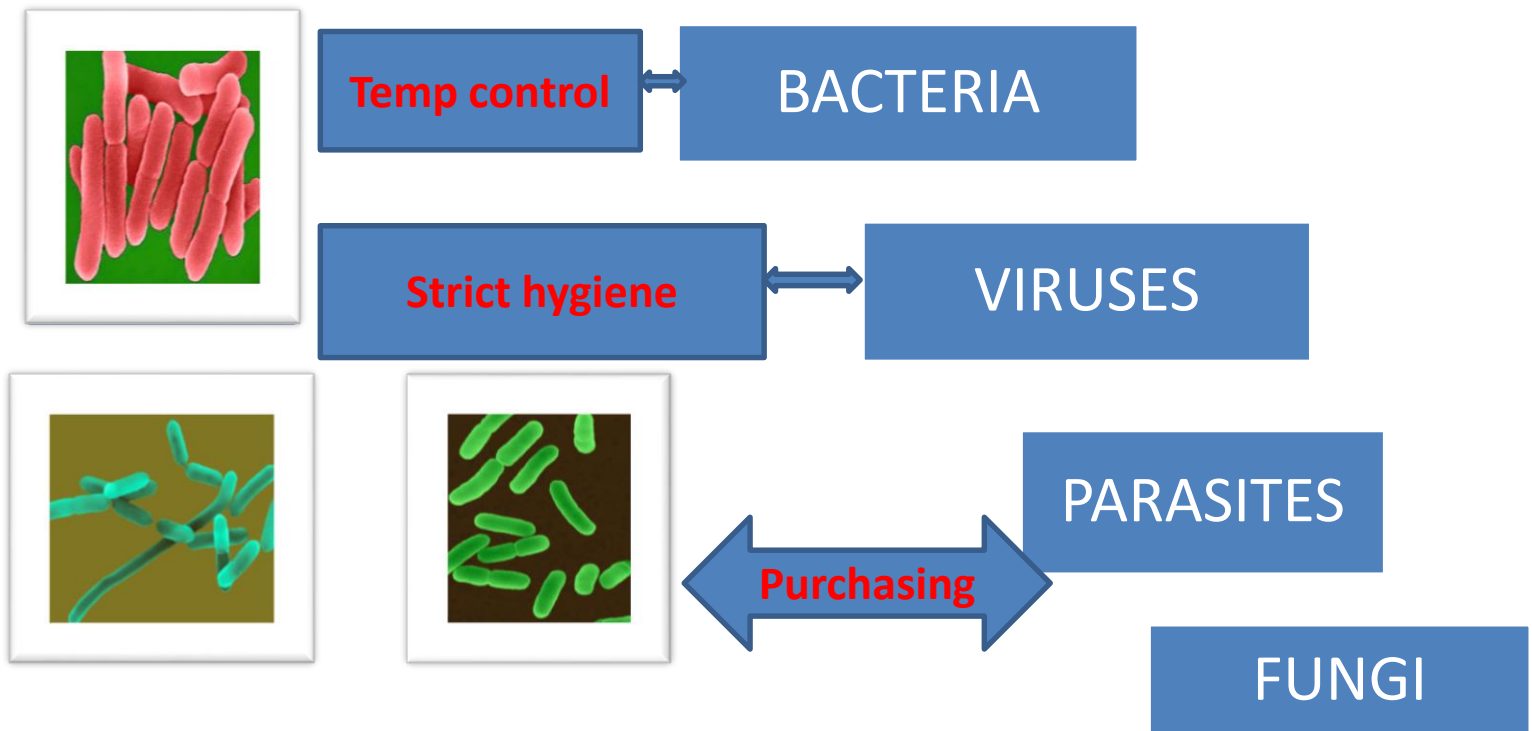 Temp control
BACTERIA
Strict hygiene
VIRUSES
PARASITES
Purchasing
FUNGI